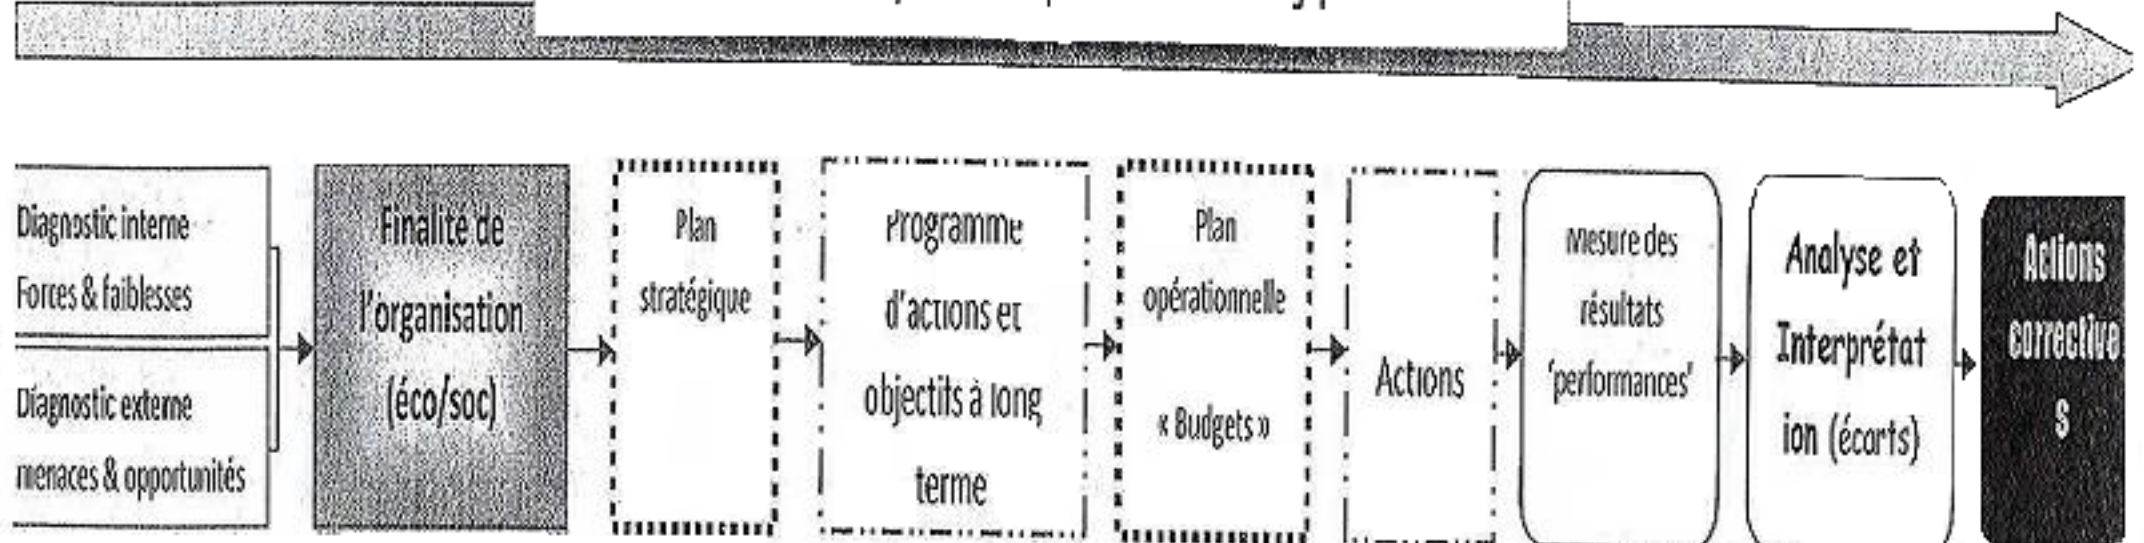 Diagnostic interne
Forces & faiblesses
Diagnostic externe
menaces & opportunités
Finalité de
l'organisation
(éco/soc)
Plan
stratégique
Programme
d'actions et
objectifs à long
terme
Plan
opérationnelle
« Budgets »
Actions
Mesure des
résultats
'performances'
Analyse et
Interprétat
ion (écarts)
Actions
corrective
s